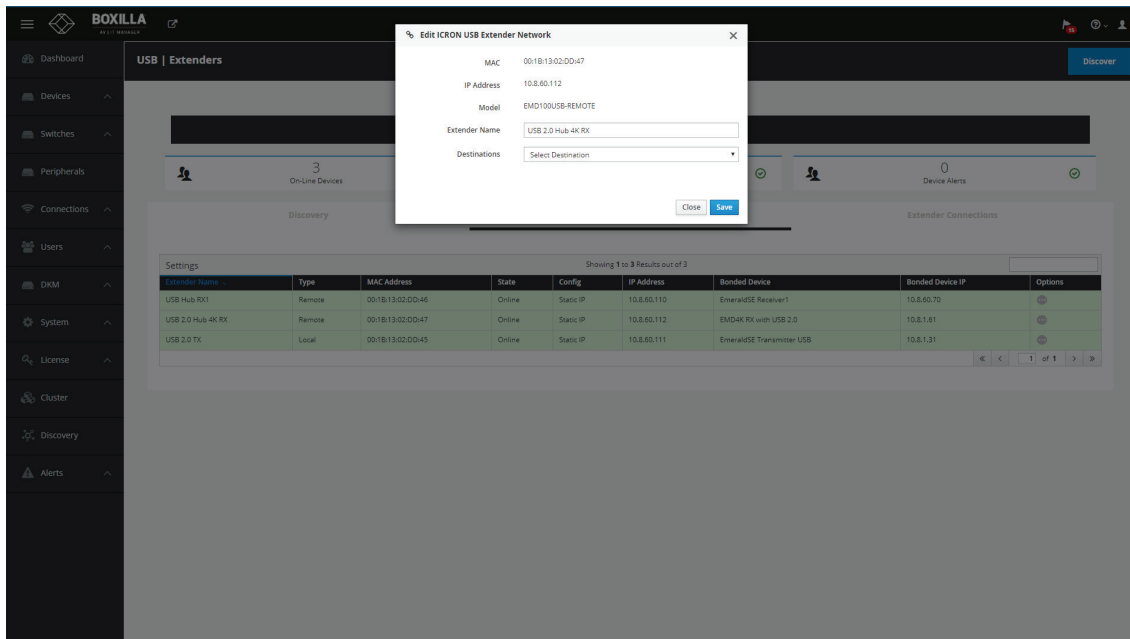 BOXILLA
AV | IT MANAGER
16
Dashboard
Devices
Switches
Peripherals
Connections
Users
DKM
System
License
Cluster
Discovery
Alerts
USB | Extenders
Discover
Edit ICRON USB Extender Network
MAC 00:1B:13:02:DD:47
IP Address 10.8.60.112
Model EMD100USB-REMOTE
Extender Name USB 2.0 Hub 4K RX
Destinations Select Destination
Close Save
3
On-Line Devices
0
Device Alerts
Discovery
Extender Connections
Settings Showing 1 to 3 Results out of 3
Extender Name Type MAC Address State Config IP Address Bonded Device Bonded Device IP Options
USB Hub RX1 Remote 00:1B:13:02:DD:46 Online Static IP 10.8.60.110 EmeraldSE Receiver1 10.8.60.70
USB 2.0 Hub 4K RX Remote 00:1B:13:02:DD:47 Online Static IP 10.8.60.112 EMD4K RX with USB 2.0 10.8.1.61
USB 2.0 TX Local 00:1B:13:02:DD:45 Online Static IP 10.8.60.111 EmeraldSE Transmitter USB 10.8.1.31
1 of 1